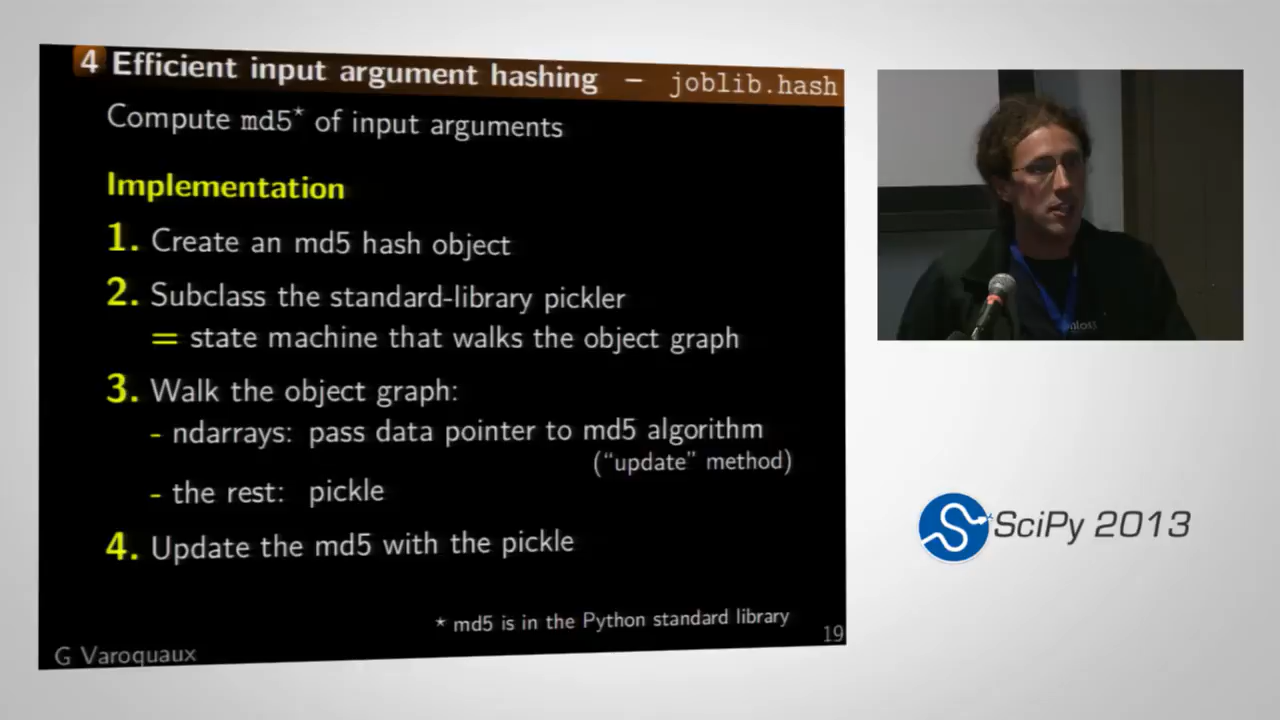 4 Efficient input argument hashing – joblib.hash
Compute md5* of input arguments
Implementation
1. Create an md5 hash object
2. Subclass the standard-library pickler
= state machine that walks the object graph
3. Walk the object graph:
- ndarrays: pass data pointer to md5 algorithm
("update" method)
- the rest: pickle
4. Update the md5 with the pickle
* md5 is in the Python standard library
19
G Varoquaux
SciPy 2013